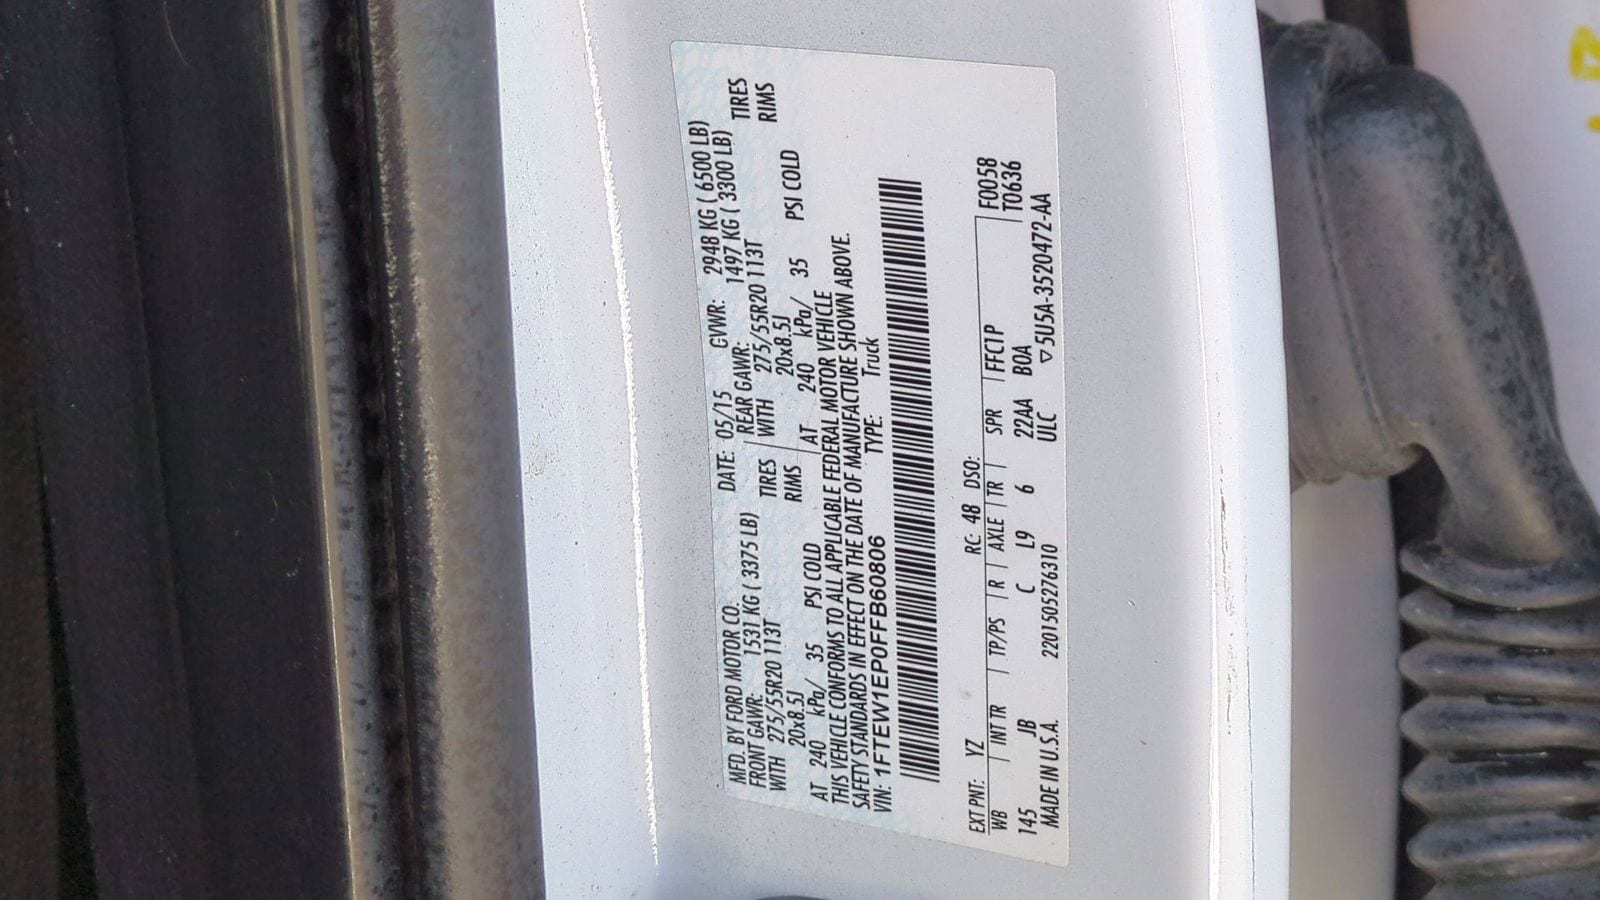 MFD. BY FORD MOTOR CO. DATE: 05/15 GVWR: 2948 KG ( 6500 LB)
FRONT GAWR: 1531 KG ( 3375 LB) REAR GAWR: 1497 KG ( 3300 LB)
WITH 275/55R20 113T TIRES WITH 275/55R20 113T TIRES
20x8.5J RIMS 20x8.5J RIMS
AT 240 kPa/ 35 PSI COLD AT 240 kPa/ 35 PSI COLD
THIS VEHICLE CONFORMS TO ALL APPLICABLE FEDERAL MOTOR VEHICLE
SAFETY STANDARDS IN EFFECT ON THE DATE OF MANUFACTURE SHOWN ABOVE.
VIN: 1FTEW1EP0FFB60806 TYPE: Truck
EXT PNT: YZ RC: 48 DSO: F0058
WB INT TR TP/PS R AXLE TR SPR FFC1P T0636
145 JB C L9 6 22AA B0A
MADE IN U.S.A. 2201505276310 ULC ▽5U5A-3520472-AA